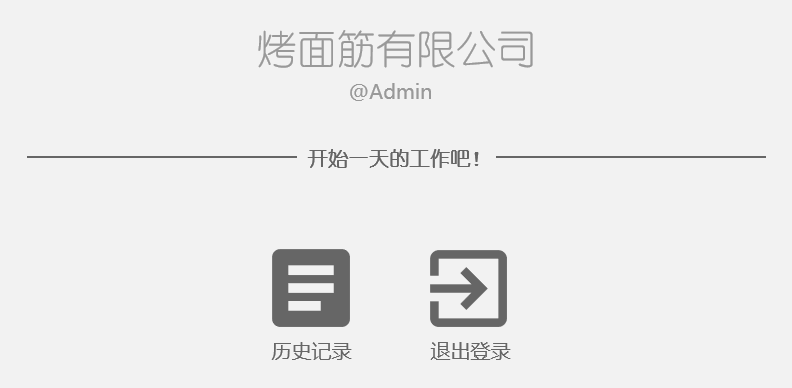 烤面筋有限公司
@Admin
开始一天的工作吧！
历史记录
退出登录